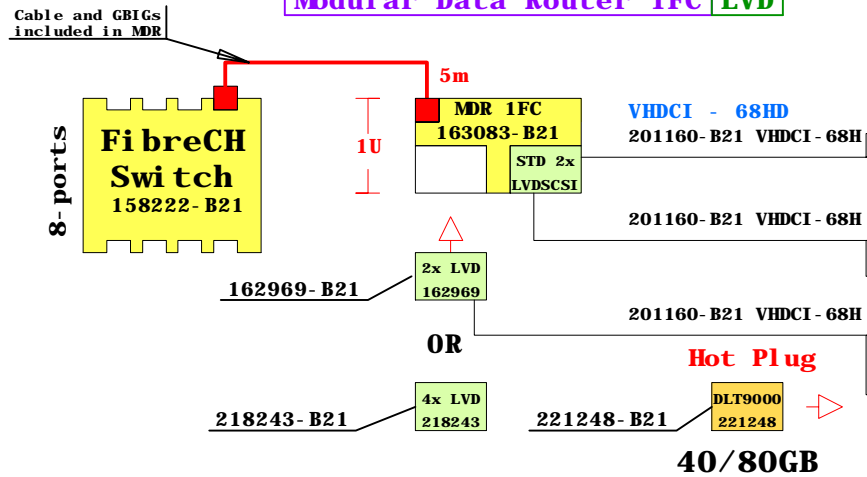 Modular Data Router 1FC LVD
Cable and GBIGs
included in MDR
5m
8-ports
FibreCH
Switch
158222-B21
1U
MDR 1FC
163083-B21
STD 2x
LVDSCSI
VHDCI - 68HD
201160-B21 VHDCI-68H
201160-B21 VHDCI-68H
2x LVD
162969
162969-B21
201160-B21 VHDCI-68H
OR
Hot Plug
4x LVD
218243
218243-B21
221248-B21
DLT9000
221248
40/80GB